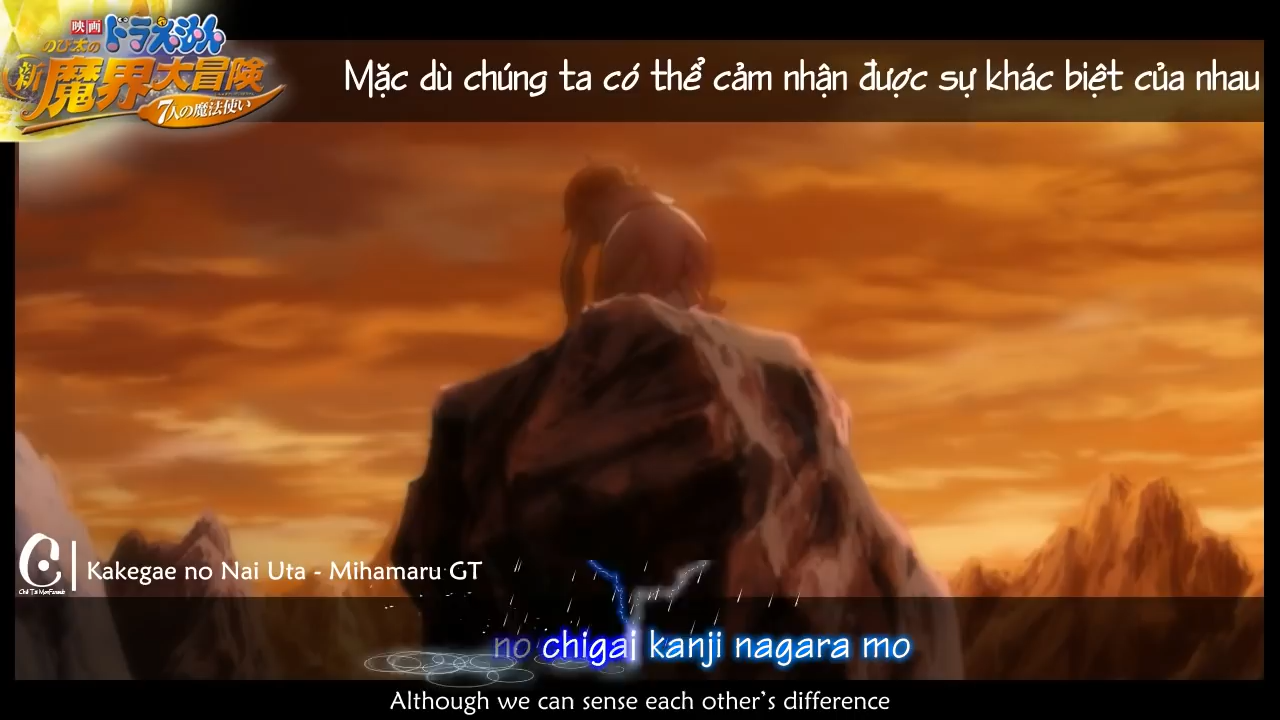 映画ドラえもん
のび太の
新魔界大冒険
7人の魔法使い
Mặc dù chúng ta có thể cảm nhận được sự khác biệt của nhau
Kakegae no Nai Uta - Mihamaru GT
no chigai kanji nagara mo
Although we can sense each other's difference